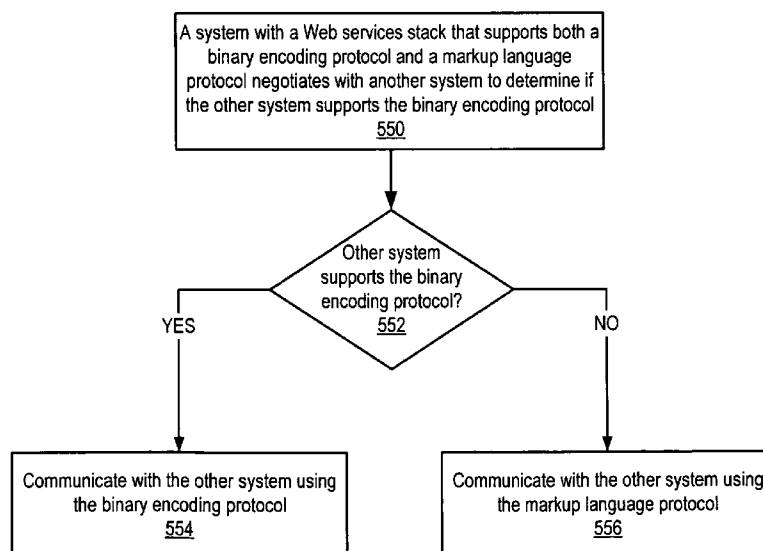 A system with a Web services stack that supports both a
binary encoding protocol and a markup language
protocol negotiates with another system to determine if
the other system supports the binary encoding protocol
550
Other system
supports the binary
encoding protocol?
552
YES
NO
Communicate with the other system using
the binary encoding protocol
554
Communicate with the other system using
the markup language protocol
556